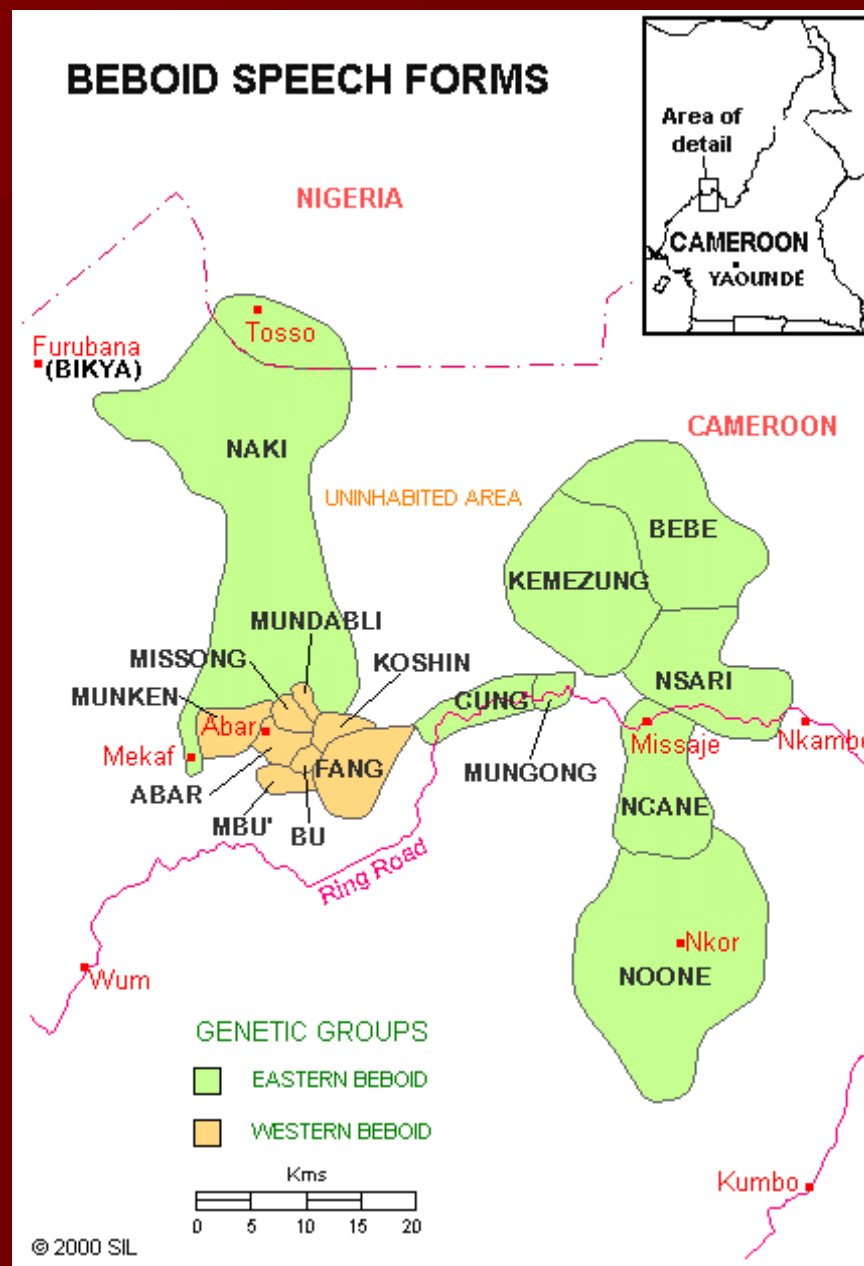 BEBOID SPEECH FORMS
Area of
detail
CAMEROON
YAOUNDÉ
NIGERIA
Tosso
Furubana
(BIKYA)
NAKI
CAMEROON
UNINHABITED AREA
BEBE
KEMEZUNG
MUNDABLI
MISSONG
KOSHIN
MUNKEN
NSARI
CUNG
Abar
Missaje
Nkambe
Mekaf
FANG
MUNGONG
ABAR
NCANE
MBU'
BU
Ring Road
Nkor
Wum
NOONE
GENETIC GROUPS
EASTERN BEBOID
WESTERN BEBOID
Kms
0 5 10 15 20
Kumbo
© 2000 SIL